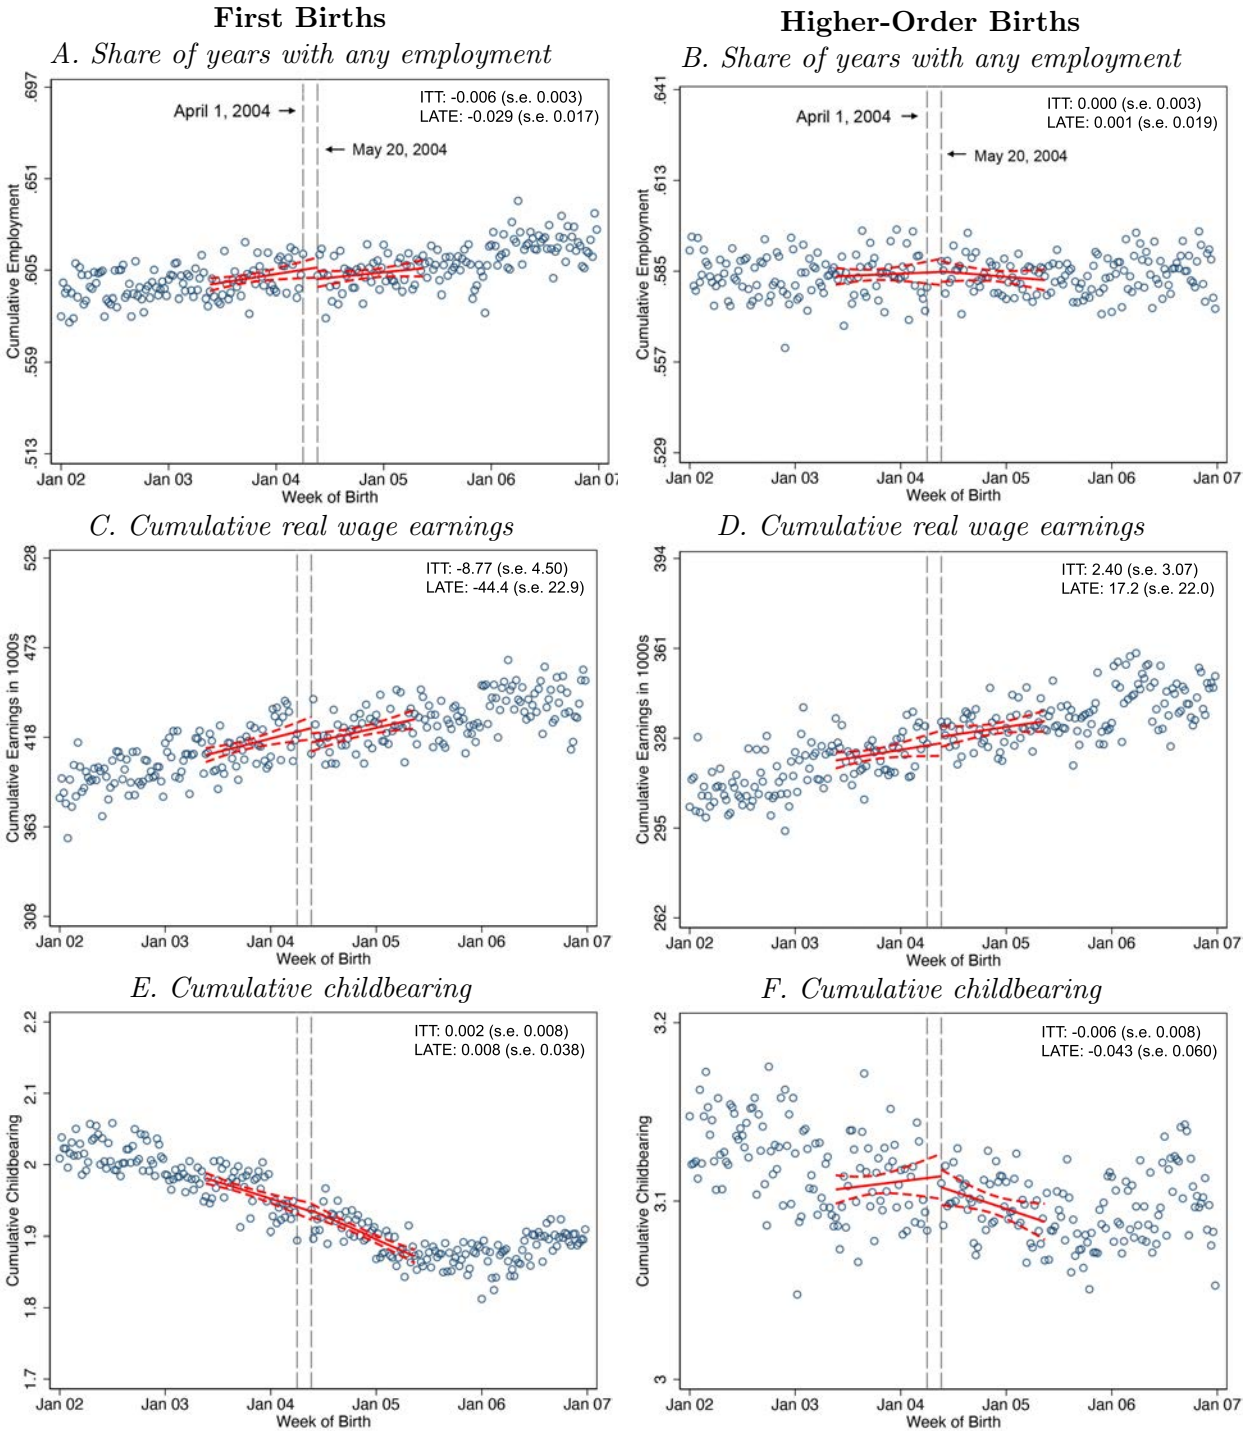 First Births
Higher-Order Births
A. Share of years with any employment
B. Share of years with any employment
.697
.651
.605
.559
.513
Cumulative Employment
April 1, 2004
May 20, 2004
ITT: -0.006 (s.e. 0.003)
LATE: -0.029 (s.e. 0.017)
Jan 02 Jan 03 Jan 04 Jan 05 Jan 06 Jan 07
Week of Birth
.641
.613
.585
.557
.529
Cumulative Employment
April 1, 2004
May 20, 2004
ITT: 0.000 (s.e. 0.003)
LATE: 0.001 (s.e. 0.019)
Jan 02 Jan 03 Jan 04 Jan 05 Jan 06 Jan 07
Week of Birth
C. Cumulative real wage earnings
D. Cumulative real wage earnings
528
473
418
363
308
Cumulative Earnings in 1000s
ITT: -8.77 (s.e. 4.50)
LATE: -44.4 (s.e. 22.9)
Jan 02 Jan 03 Jan 04 Jan 05 Jan 06 Jan 07
Week of Birth
394
361
328
295
262
Cumulative Earnings in 1000s
ITT: 2.40 (s.e. 3.07)
LATE: 17.2 (s.e. 22.0)
Jan 02 Jan 03 Jan 04 Jan 05 Jan 06 Jan 07
Week of Birth
E. Cumulative childbearing
F. Cumulative childbearing
2.2
2.1
2
1.9
1.8
1.7
Cumulative Childbearing
ITT: 0.002 (s.e. 0.008)
LATE: 0.008 (s.e. 0.038)
Jan 02 Jan 03 Jan 04 Jan 05 Jan 06 Jan 07
Week of Birth
3.2
3.1
3
Cumulative Childbearing
ITT: -0.006 (s.e. 0.008)
LATE: -0.043 (s.e. 0.060)
Jan 02 Jan 03 Jan 04 Jan 05 Jan 06 Jan 07
Week of Birth